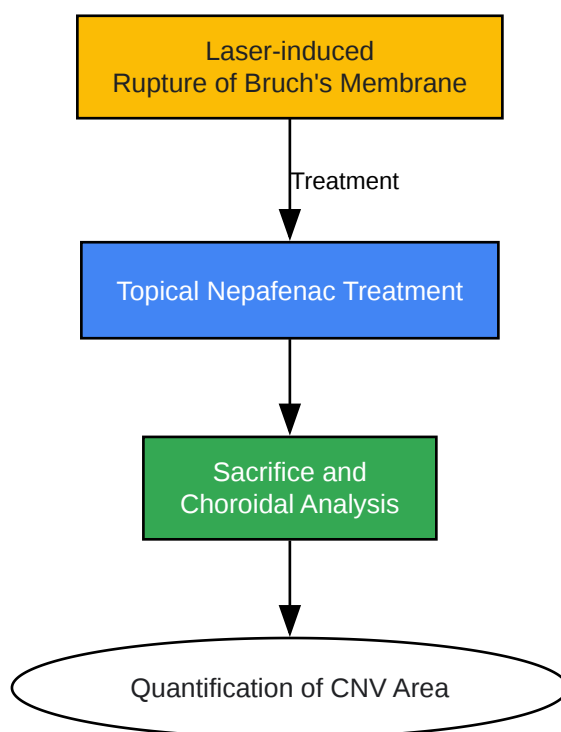 Laser-induced
Rupture of Bruch's Membrane
Treatment
Topical Nepafenac Treatment
Sacrifice and
Choroidal Analysis
Quantification of CNV Area